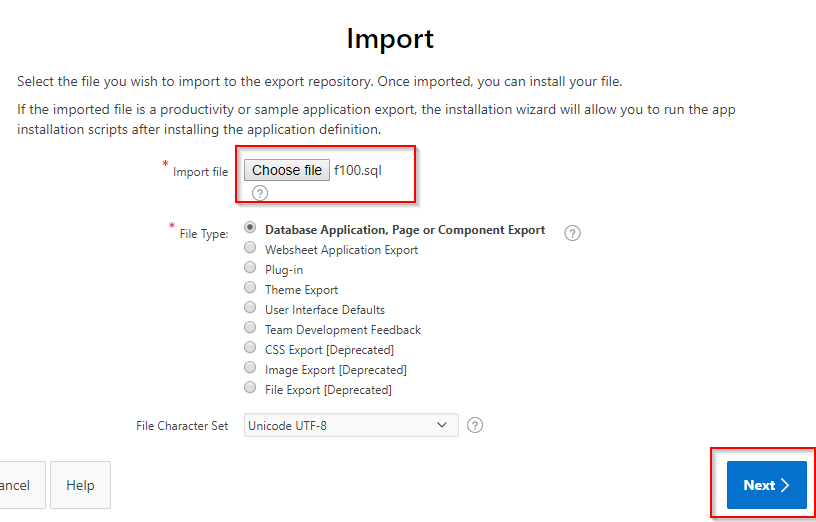 Import
Select the file you wish to import to the export repository. Once imported, you can install your file.
If the imported file is a productivity or sample application export, the installation wizard will allow you to run the app
installation scripts after installing the application definition.
* Import file Choose file f100.sql
?
* File Type: Database Application, Page or Component Export ?
Websheet Application Export
Plug-in
Theme Export
User Interface Defaults
Team Development Feedback
CSS Export [Deprecated]
Image Export [Deprecated]
File Export [Deprecated]
File Character Set Unicode UTF-8 ?
ancel Help Next